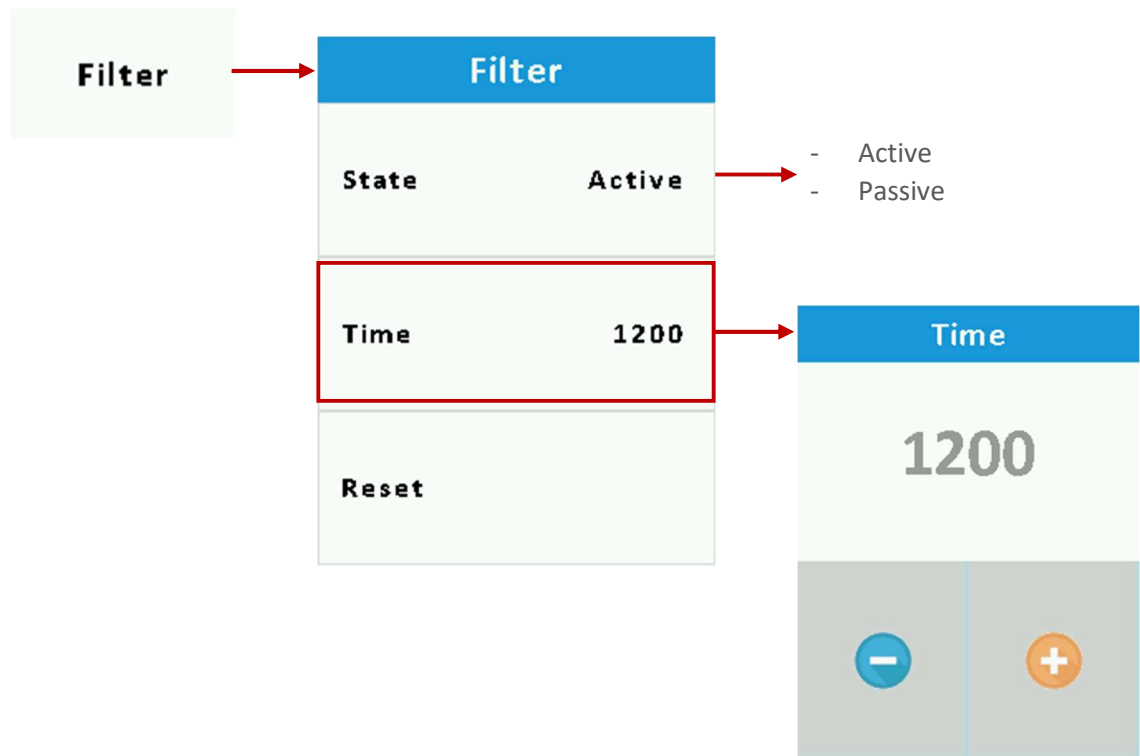 Filter
Filter
State Active
- Active
- Passive
Time 1200
Time
1200
Reset